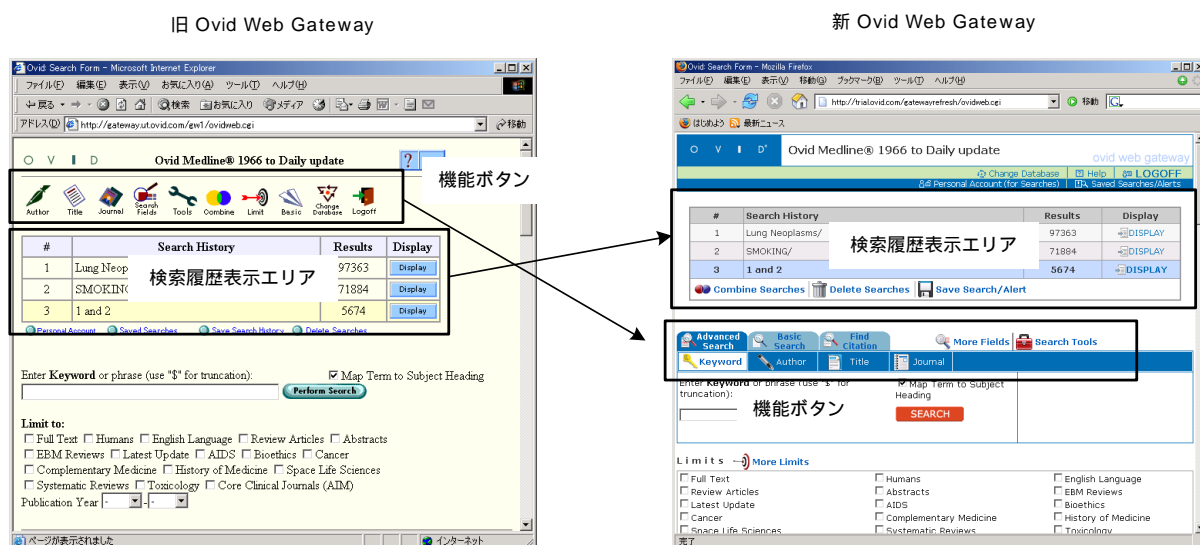 旧 Ovid Web Gateway
新 Ovid Web Gateway
Ovid: Search Form - Microsoft Internet Explorer
ファイル(F) 編集(E) 表示(V) お気に入り(A) ツール(T) ヘルプ(H)
戻る 検索 お気に入り メディア
アドレス(D) http://gateway.ut.ovid.com/gw1/ovidweb.cgi 移動
O V I D Ovid Medline® 1966 to Daily update ?
機能ボタン
Author Title Journal Search Fields Tools Combine Limit Basic Change Database Logoff
# Search History Results Display
1 Lung Neop 97363 Display
2 SMOKING 71884 Display
3 1 and 2 5674 Display
検索履歴表示エリア
Personal Account Saved Searches Save Search History Delete Searches
Enter Keyword or phrase (use "$" for truncation): Map Term to Subject Heading
Perform Search
Limit to:
Full Text Humans English Language Review Articles Abstracts
EBM Reviews Latest Update AIDS Bioethics Cancer
Complementary Medicine History of Medicine Space Life Sciences
Systematic Reviews Toxicology Core Clinical Journals (AIM)
Publication Year - - -
ページが表示されました インターネット
Ovid: Search Form - Mozilla Firefox
ファイル(F) 編集(E) 表示(V) 移動(G) ブックマーク(B) ツール(T) ヘルプ(H)
http://trial.ovid.com/gatewayrefresh/ovidweb.cgi 移動 G
はじめよう 最新ニュース
O V I D® Ovid Medline® 1966 to Daily update
ovid web gateway
Change Database Help LOGOFF
Personal Account (for Searches) Saved Searches/Alerts
# Search History Results Display
1 Lung Neoplasms/ 97363 DISPLAY
2 SMOKING/ 71884 DISPLAY
3 1 and 2 5674 DISPLAY
検索履歴表示エリア
Combine Searches Delete Searches Save Search/Alert
Advanced Search Basic Search Find Citation More Fields Search Tools
Keyword Author Title Journal
Enter Keyword or phrase (use "$" for truncation):
Map Term to Subject Heading
機能ボタン
SEARCH
Limits More Limits
Full Text Humans English Language
Review Articles Abstracts EBM Reviews
Latest Update AIDS Bioethics
Cancer Complementary Medicine History of Medicine
Space Life Sciences Systematic Reviews Toxicology
完了